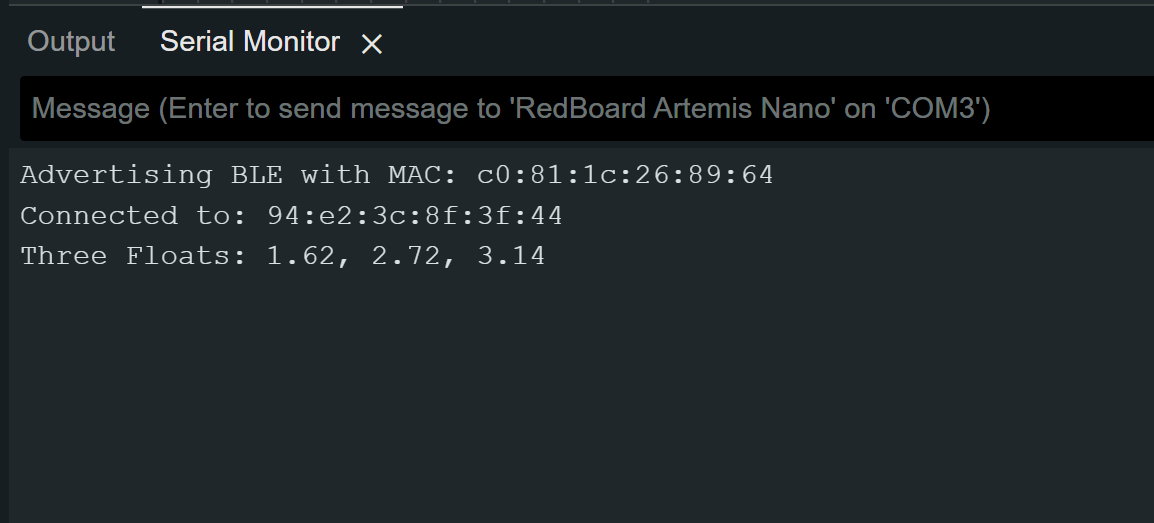 Output Serial Monitor ×
Message (Enter to send message to 'RedBoard Artemis Nano' on 'COM3')
Advertising BLE with MAC: c0:81:1c:26:89:64
Connected to: 94:e2:3c:8f:3f:44
Three Floats: 1.62, 2.72, 3.14